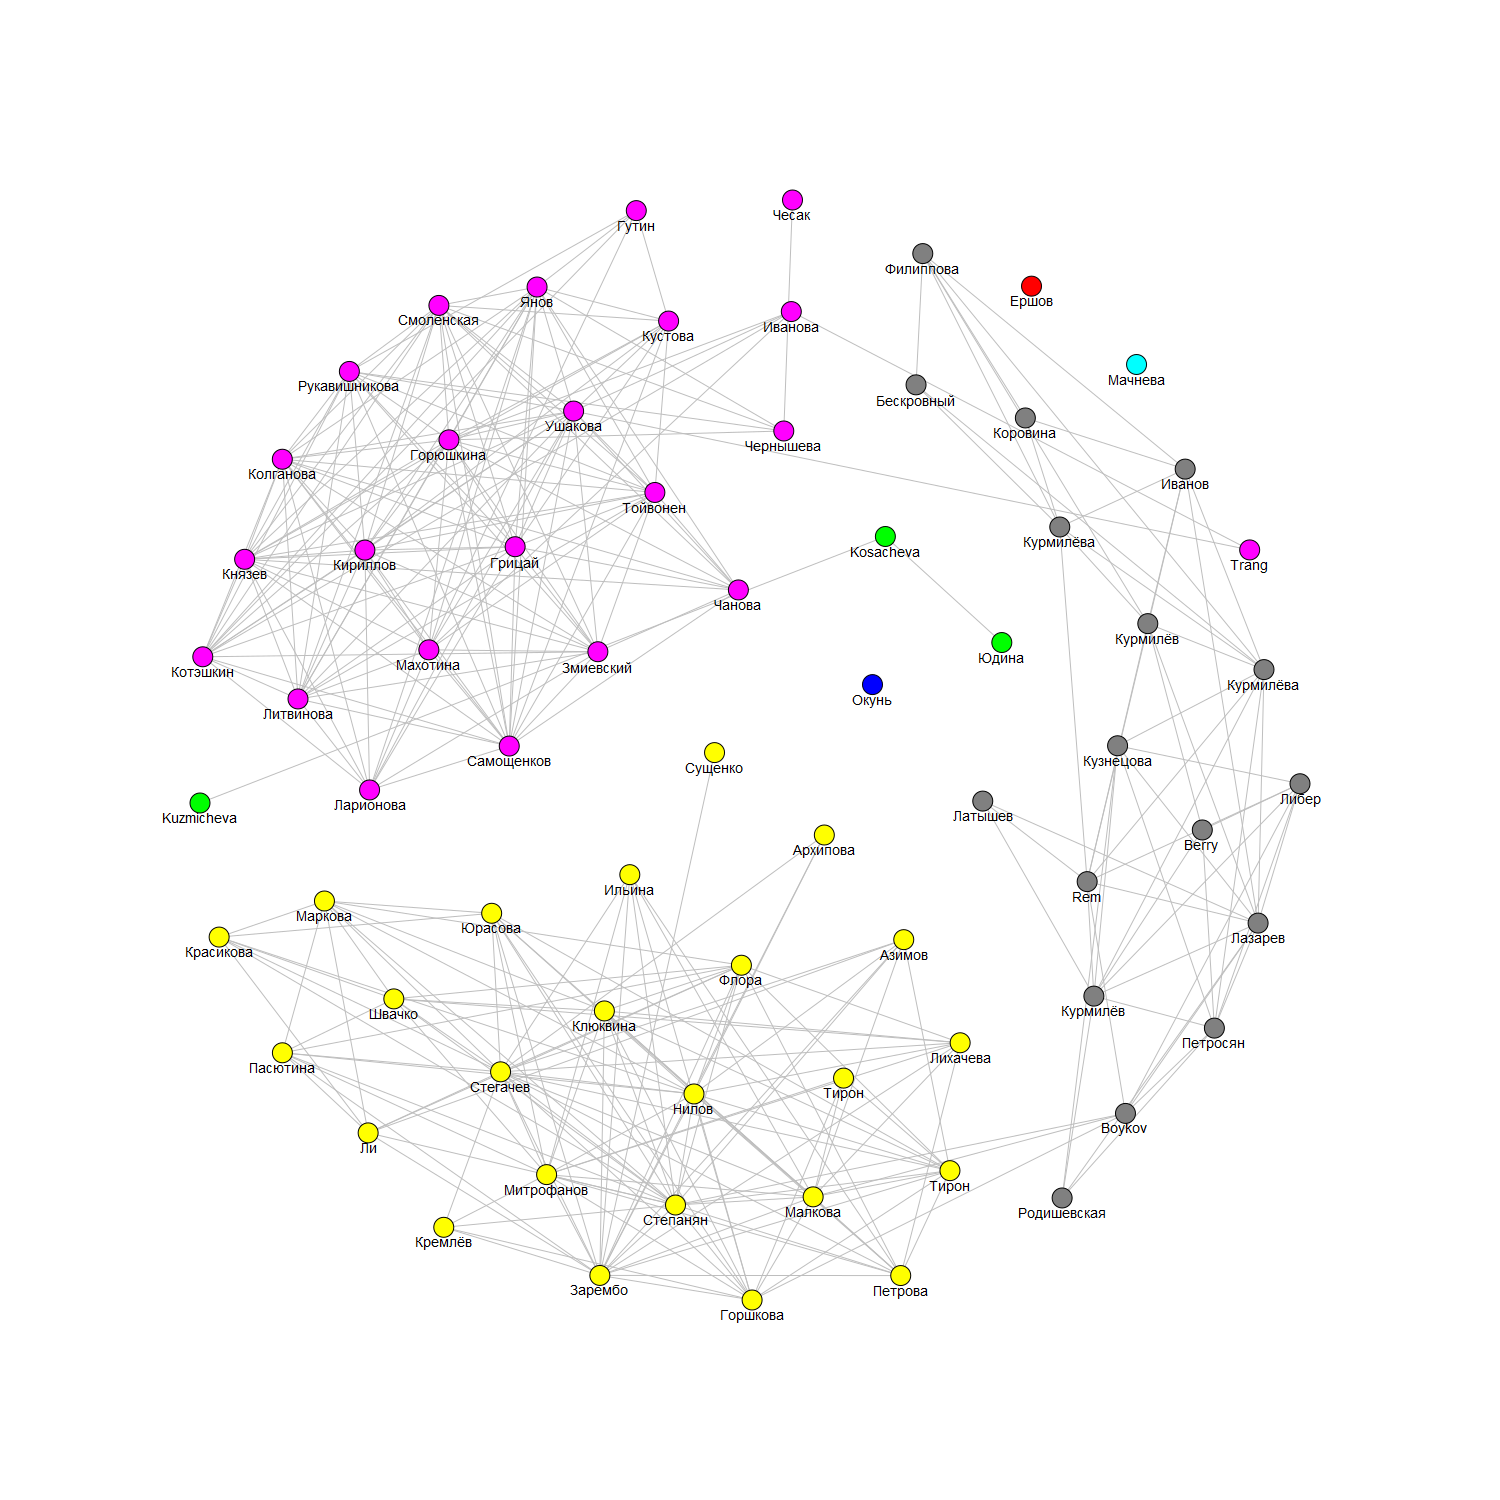 Чесак
Гутин
Филиппова
Ершов
Янов
Смоленская
Иванова
Кустова
Мачнева
Рукавишникова
Бескровный
Ушакова
Коровина
Чернышева
Горюшкина
Колганова
Иванов
Тойвонен
Курмилёва
Kosacheva
Грицай
Кириллов
Trang
Князев
Чанова
Курмилёв
Юдина
Махотина
Змиевский
Котэшкин
Курмилёва
Окунь
Литвинова
Самощенков
Кузнецова
Сущенко
Либер
Ларионова
Латышев
Kuzmicheva
Berry
Архипова
Ильина
Rem
Маркова
Юрасова
Лазарев
Красикова
Азимов
Флора
Курмилёв
Швачко
Клюквина
Петросян
Лихачева
Пасютина
Стегачев
Тирон
Нилов
Boykov
Ли
Тирон
Митрофанов
Малкова
Родишевская
Степанян
Кремлёв
Зарембо
Петрова
Горшкова